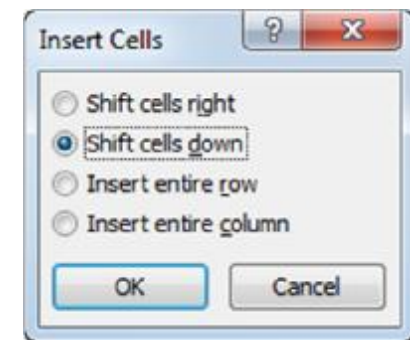 Insert Cells
Shift cells right
Shift cells down
Insert entire row
Insert entire column
OK Cancel